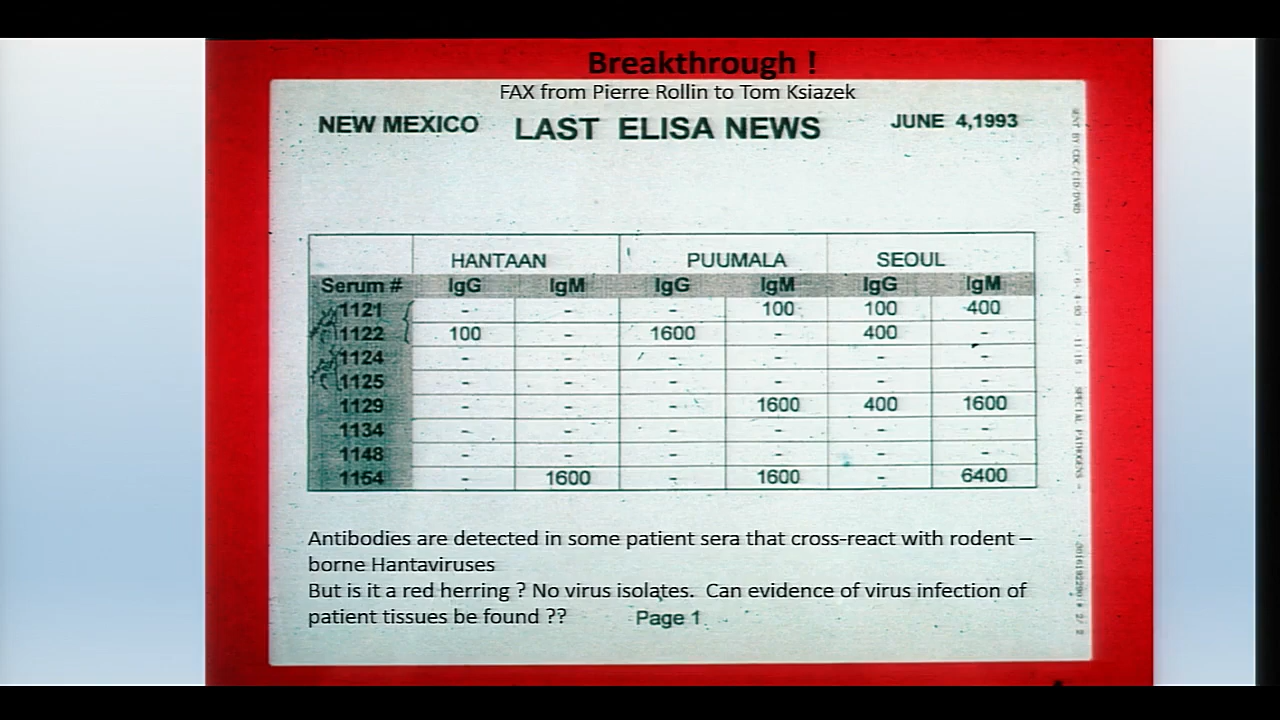 Breakthrough !
FAX from Pierre Rollin to Tom Ksiazek
NEW MEXICO LAST ELISA NEWS JUNE 4,1993
HANTAAN PUUMALA SEOUL
Serum # IgG IgM IgG IgM IgG IgM
1121 - - - 100 100 400
1122 100 - 1600 - 400 -
1124 - - - - - -
1125 - - - - - -
1129 - - - 1600 400 1600
1134 - - - - - -
1148 - - - - - -
1154 - 1600 - 1600 - 6400
Antibodies are detected in some patient sera that cross-react with rodent –
borne Hantaviruses
But is it a red herring ? No virus isolates. Can evidence of virus infection of
patient tissues be found ??
Page 1
SPECIAL PATHOGENS